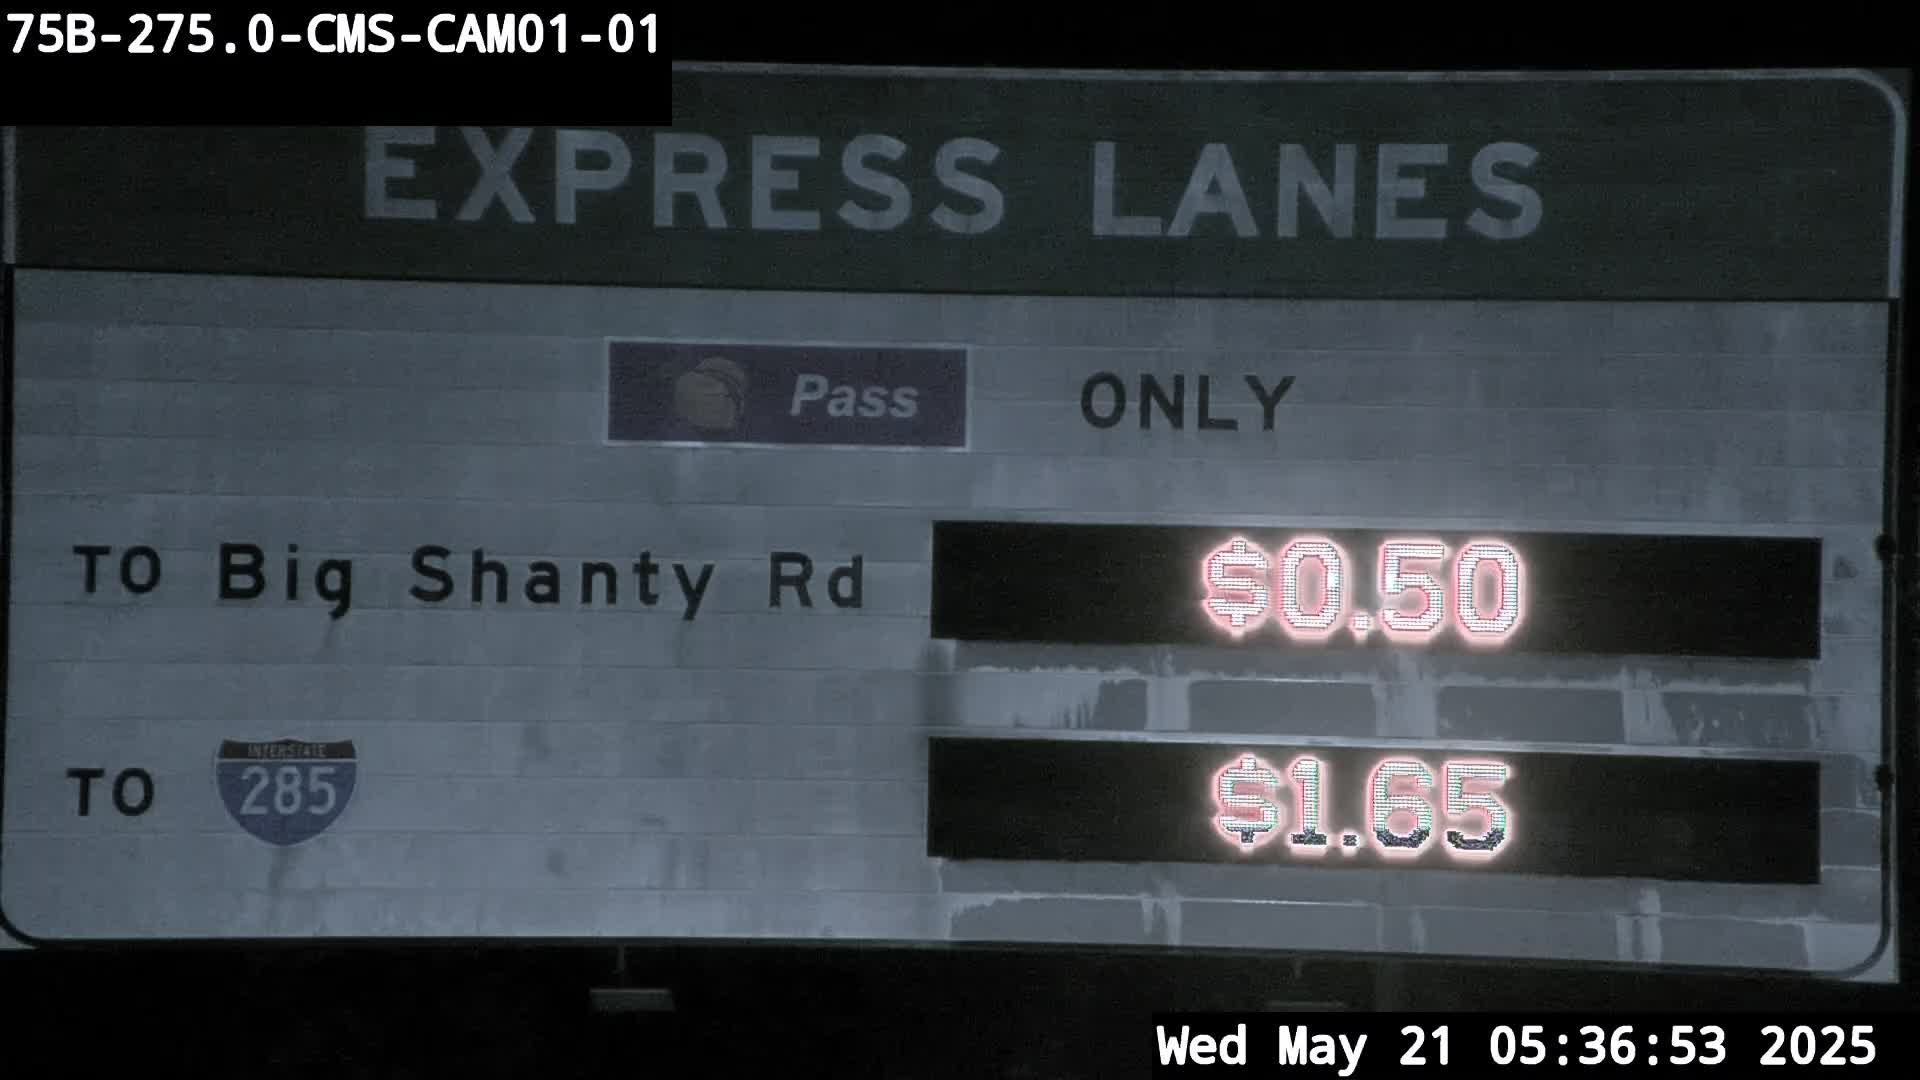 75B-275.0-CMS-CAM01-01
EXPRESS LANES
Pass ONLY
TO Big Shanty Rd $0.50
TO INTERSTATE 285 $1.65
Wed May 21 05:36:53 2025